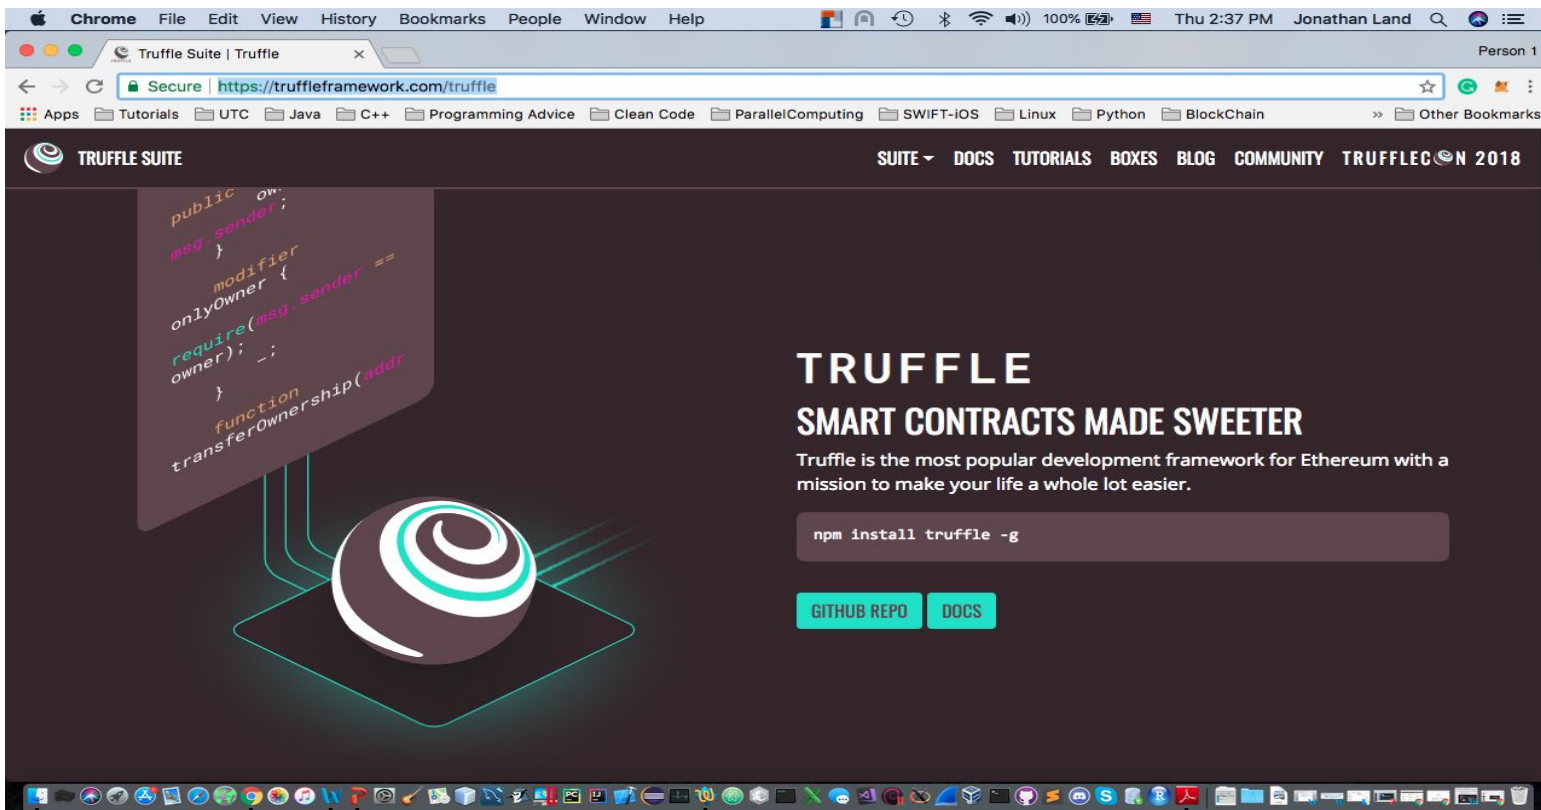 Chrome File Edit View History Bookmarks People Window Help 100% Thu 2:37 PM Jonathan Land
Truffle Suite | Truffle Person 1
Secure | https://truffleframework.com/truffle
Apps Tutorials UTC Java C++ Programming Advice Clean Code ParallelComputing SWIFT-iOS Linux Python BlockChain » Other Bookmarks
TRUFFLE SUITE SUITE DOCS TUTORIALS BOXES BLOG COMMUNITY TRUFFLECON 2018
public ow
msg.sender;
}
modifier
onlyOwner {
require(msg.sender ==
owner); _;
}
function
transferOwnership(addr
TRUFFLE
SMART CONTRACTS MADE SWEETER
Truffle is the most popular development framework for Ethereum with a
mission to make your life a whole lot easier.
npm install truffle -g
GITHUB REPO DOCS